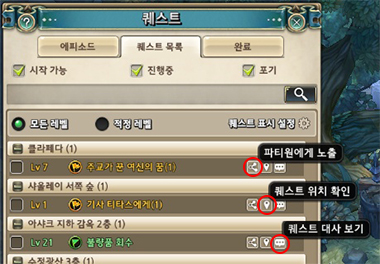 퀘스트
에피소드
퀘스트 목록
완료
시작 가능
진행중
포기
모든 레벨
적정 레벨
퀘스트 표시 설정
파티원에게 노출
클라페다 (1)
Lv 7
주교가 꾼 여신의 꿈(1)
퀘스트 위치 확인
샤울레이 서쪽 숲 (1)
Lv 1
기사 티타스에게(1)
퀘스트 대사 보기
아샤크 지하 감옥 2층 (1)
Lv 21
불량품 회수
수정광산 3층 (1)